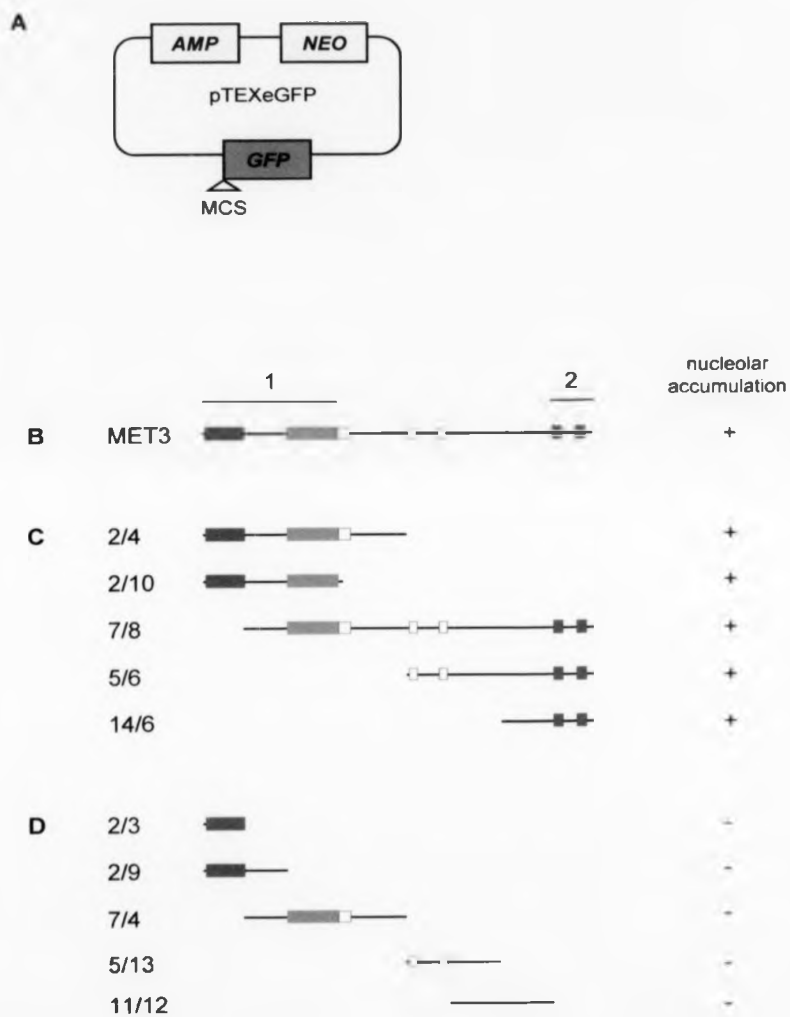 A
AMP NEO
pTEXeGFP
GFP
MCS
nucleolar
accumulation
1 2
B MET3 +
C 2/4 +
2/10 +
7/8 +
5/6 +
14/6 +
D 2/3 -
2/9 -
7/4 -
5/13 -
11/12 -